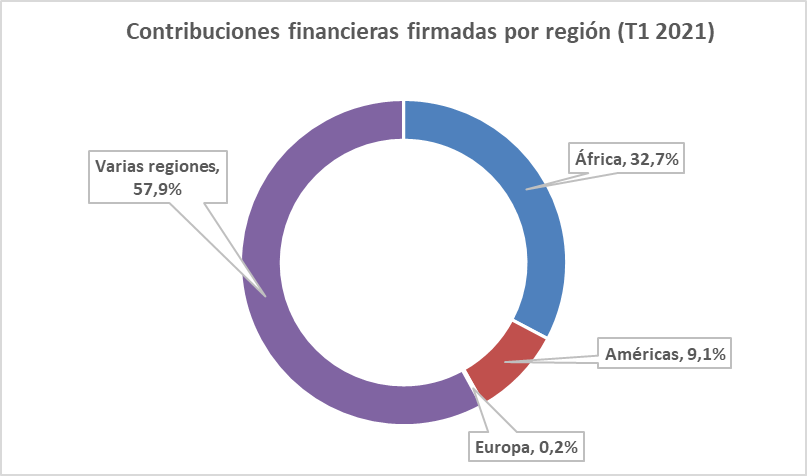 Contribuciones financieras firmadas por región (T1 2021)
Varias regiones,
57,9%
África, 32,7%
Américas, 9,1%
Europa, 0,2%